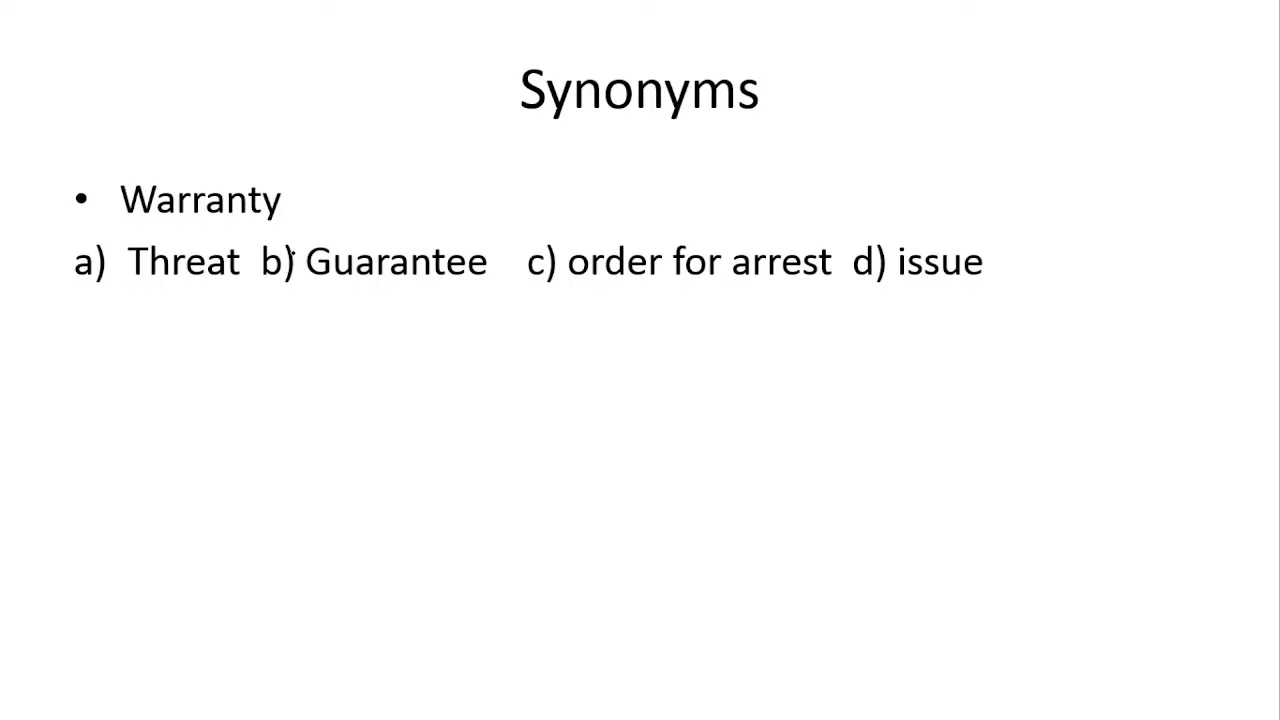 Synonyms
• Warranty
a) Threat b) Guarantee c) order for arrest d) issue